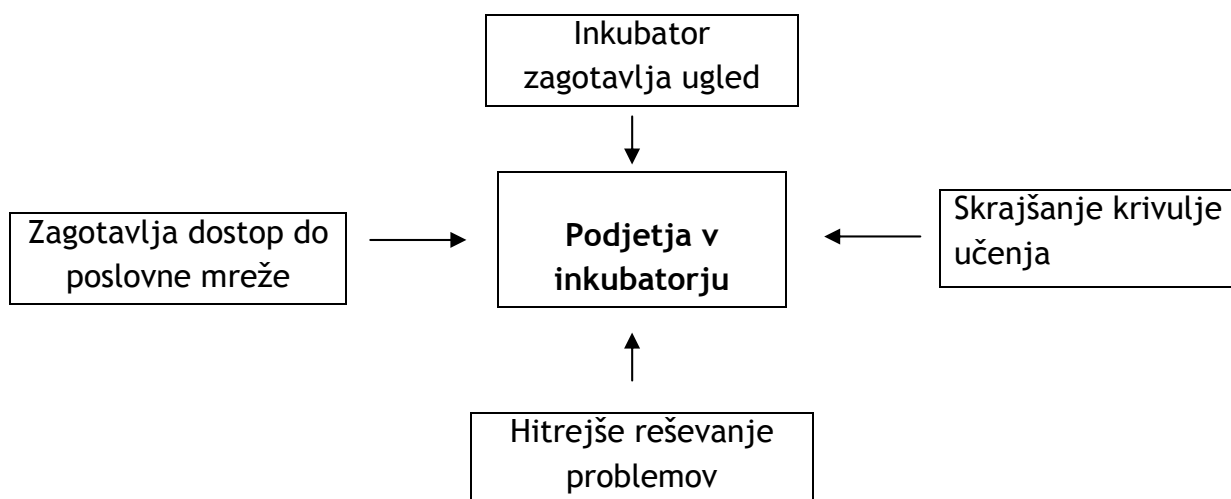 Inkubator
zagotavlja ugled
Zagotavlja dostop do
poslovne mreže
Podjetja v
inkubatorju
Skrajšanje krivulje
učenja
Hitrejše reševanje
problemov